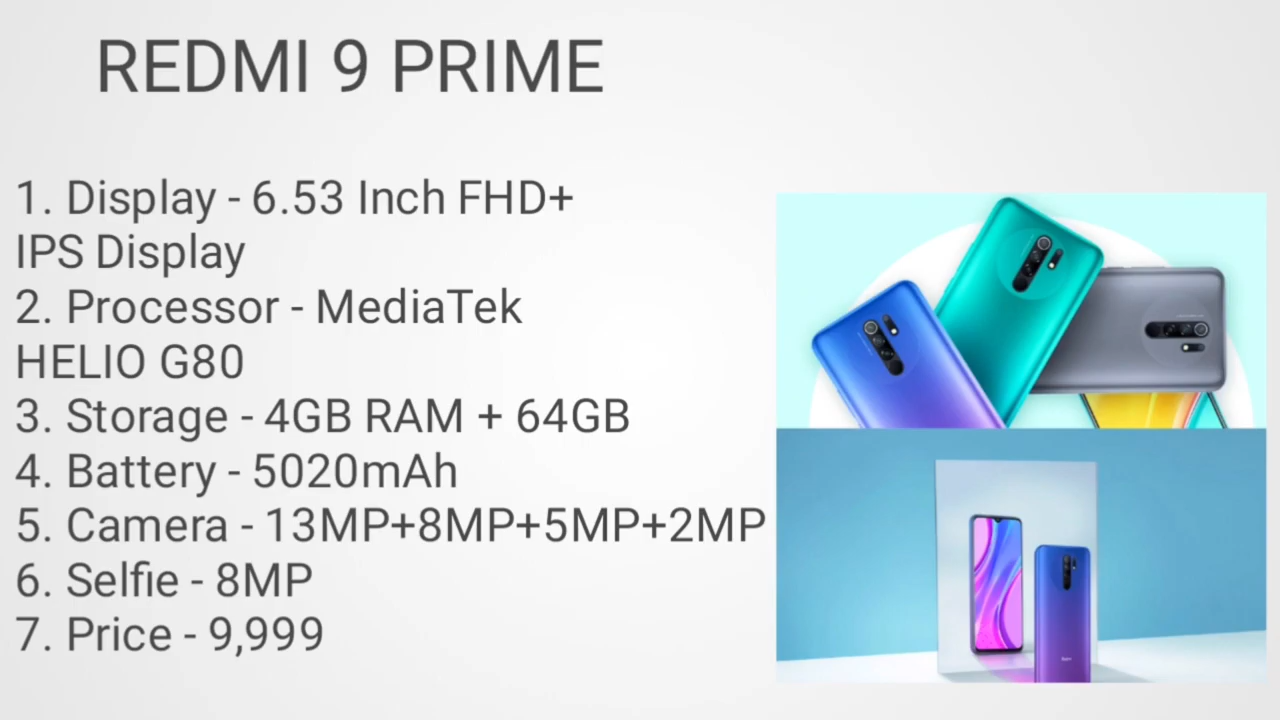 REDMI 9 PRIME
1. Display - 6.53 Inch FHD+
IPS Display
2. Processor - MediaTek
HELIO G80
3. Storage - 4GB RAM + 64GB
4. Battery - 5020mAh
5. Camera - 13MP+8MP+5MP+2MP
6. Selfie - 8MP
7. Price - 9,999